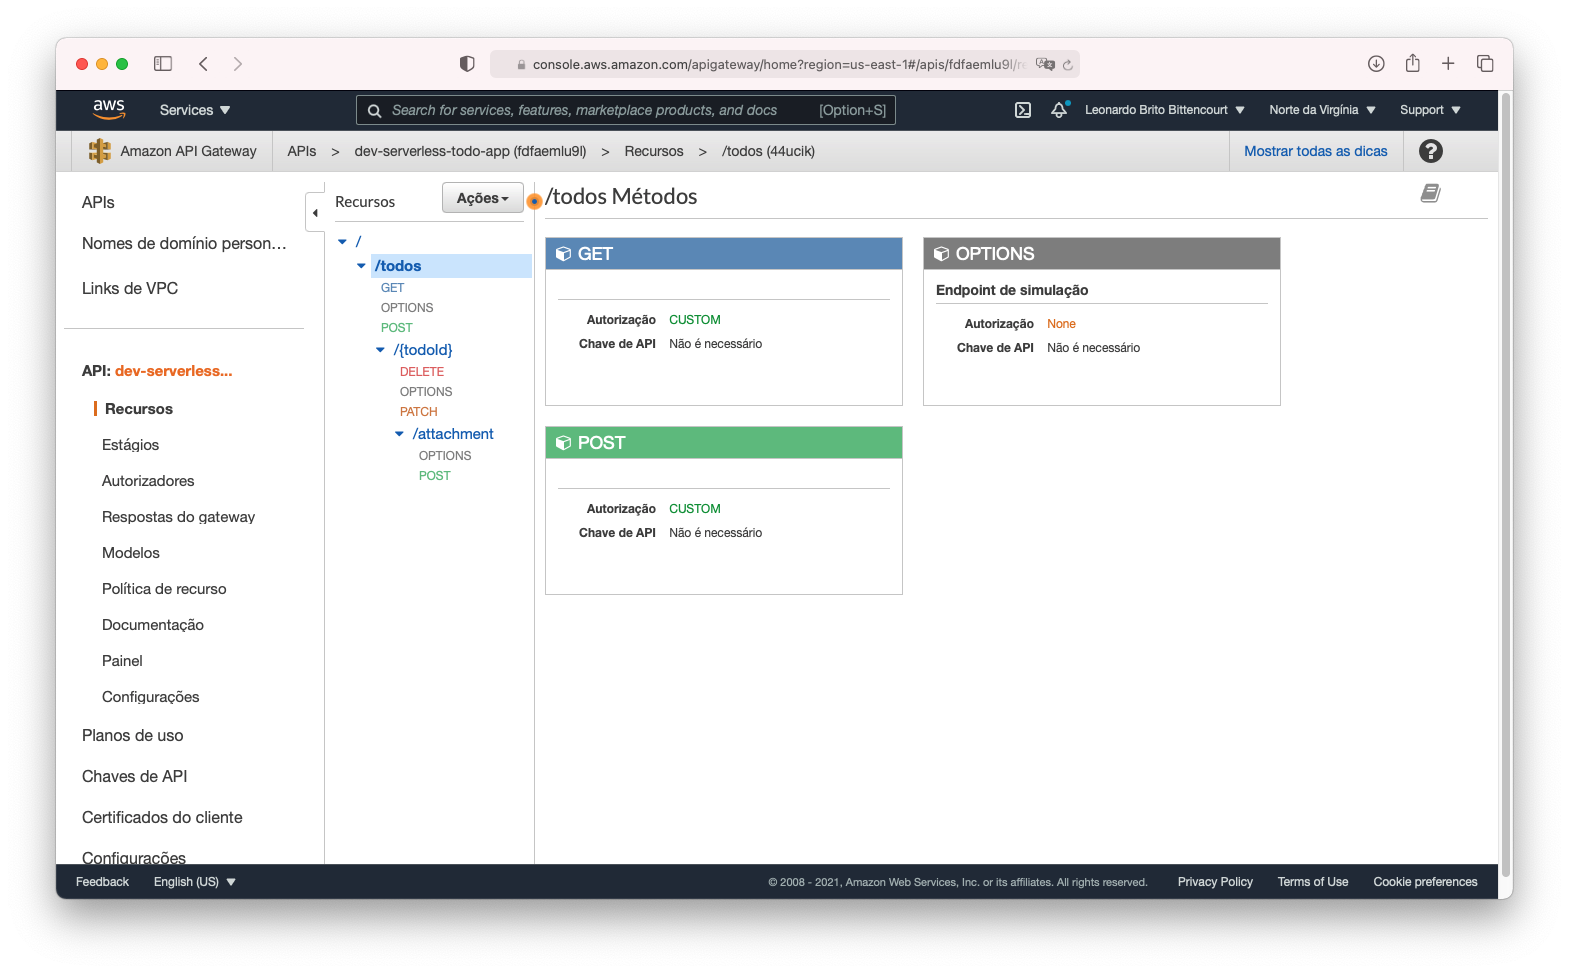 console.aws.amazon.com/apigateway/home?region=us-east-1#/apis/fdfaemlu9l/re
aws
Services
Search for services, features, marketplace products, and docs
[Option+S]
Leonardo Brito Bittencourt
Norte da Virgínia
Support
Amazon API Gateway
APIs > dev-serverless-todo-app (fdfaemlu9l) > Recursos > /todos (44ucik)
Mostrar todas as dicas
?
APIs
Nomes de domínio person…
Links de VPC
API: dev-serverless...
Recursos
Estágios
Autorizadores
Respostas do gateway
Modelos
Política de recurso
Documentação
Painel
Configurações
Planos de uso
Chaves de API
Certificados do cliente
Configurações
Recursos
Ações
/
/todos
GET
OPTIONS
POST
/{todoId}
DELETE
OPTIONS
PATCH
/attachment
OPTIONS
POST
/todos Métodos
GET
Autorização CUSTOM
Chave de API Não é necessário
OPTIONS
Endpoint de simulação
Autorização None
Chave de API Não é necessário
POST
Autorização CUSTOM
Chave de API Não é necessário
Feedback
English (US)
© 2008 - 2021, Amazon Web Services, Inc. or its affiliates. All rights reserved.
Privacy Policy
Terms of Use
Cookie preferences